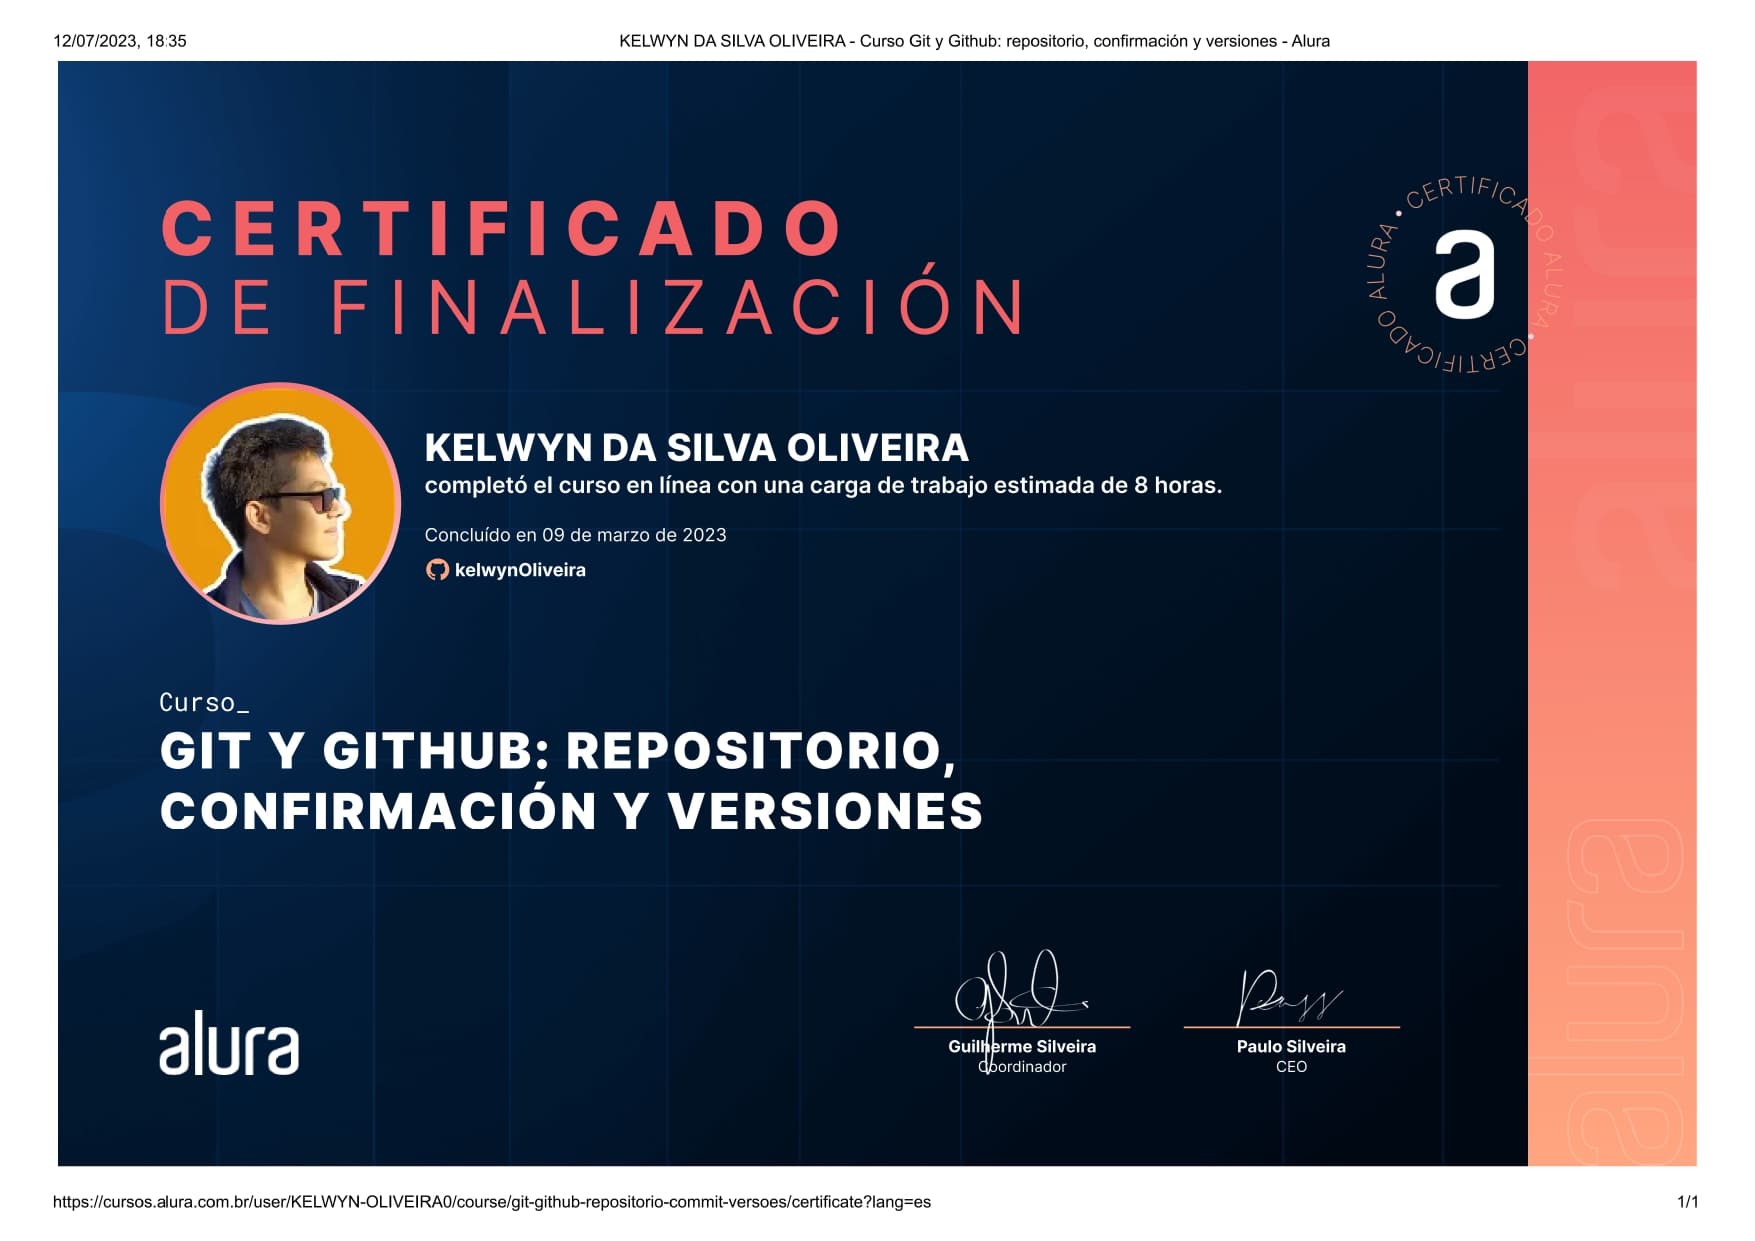 12/07/2023, 18:35
KELWYN DA SILVA OLIVEIRA - Curso Git y Github: repositorio, confirmación y versiones - Alura
CERTIFICADO
DE FINALIZACIÓN
CERTIFICADO ALURA • CERTIFICADO ALURA •
a
KELWYN DA SILVA OLIVEIRA
completó el curso en línea con una carga de trabajo estimada de 8 horas.
Concluído en 09 de marzo de 2023
kelwynOliveira
Curso_
GIT Y GITHUB: REPOSITORIO,
CONFIRMACIÓN Y VERSIONES
alura
Guilherme Silveira
Coordinador
Paulo Silveira
CEO
alura
alura
https://cursos.alura.com.br/user/KELWYN-OLIVEIRA0/course/git-github-repositorio-commit-versoes/certificate?lang=es
1/1